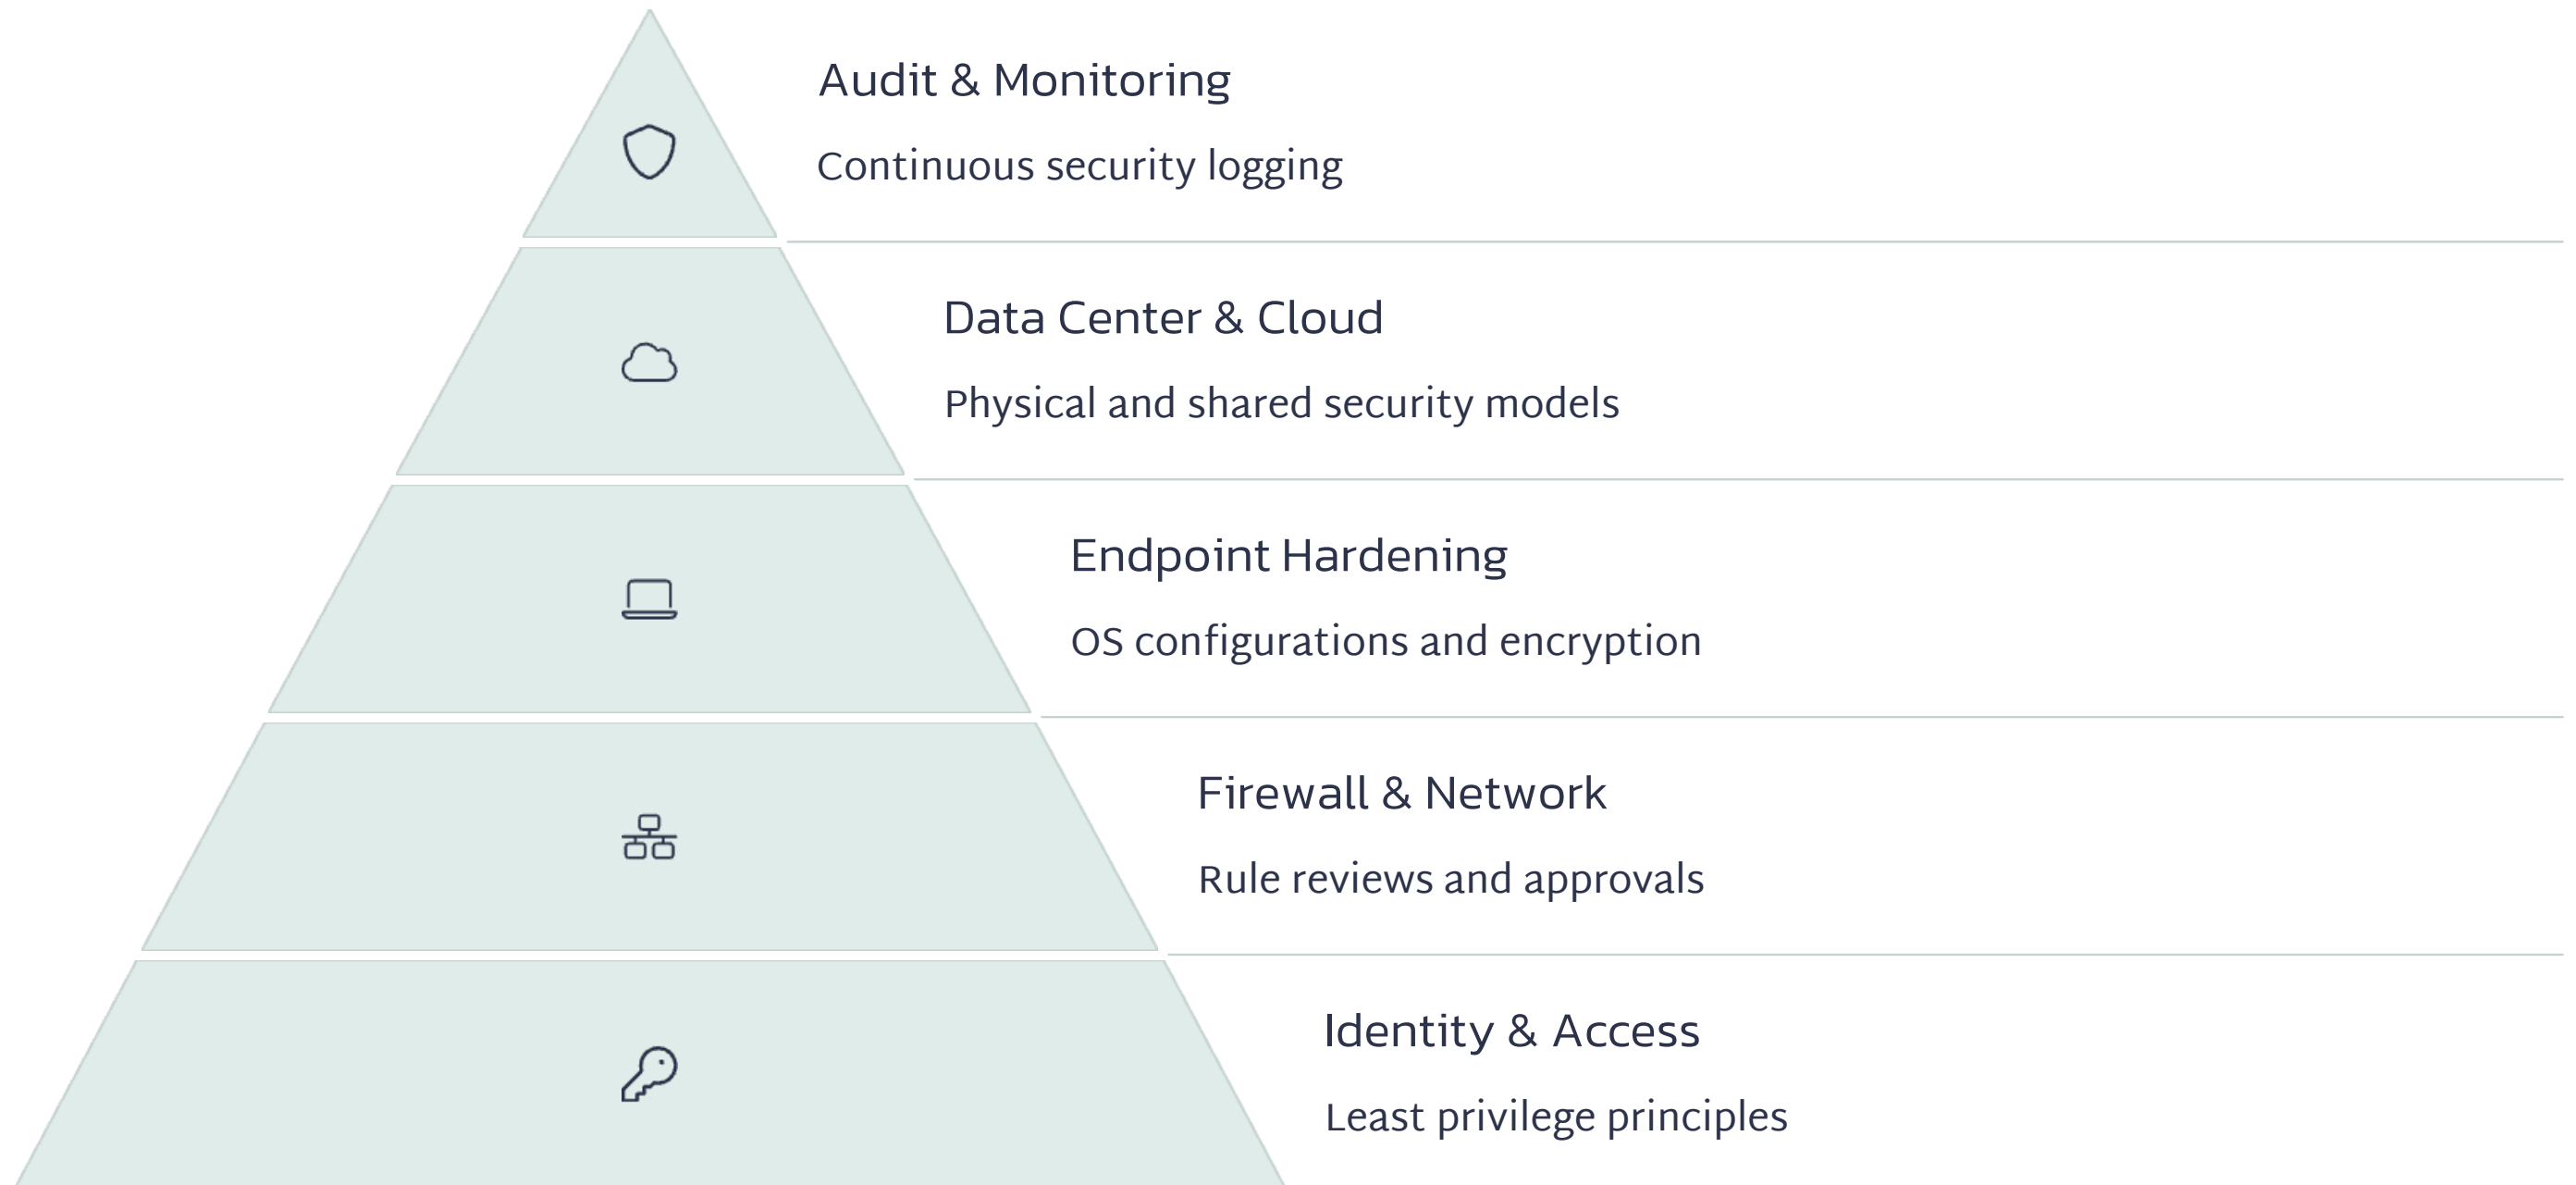 Audit & Monitoring
Continuous security logging
Data Center & Cloud
Physical and shared security models
Endpoint Hardening
OS configurations and encryption
Firewall & Network
Rule reviews and approvals
Identity & Access
Least privilege principles